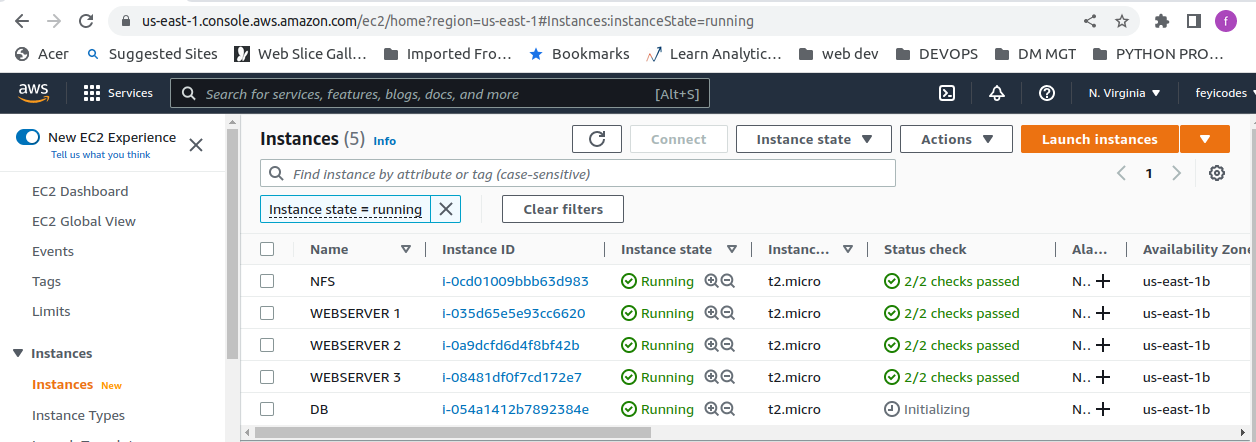 us-east-1.console.aws.amazon.com/ec2/home?region=us-east-1#Instances:instanceState=running
f
Acer Suggested Sites Web Slice Gall... Imported Fro... Bookmarks Learn Analytic... web dev DEVOPS DM MGT PYTHON PRO...
aws Services Search for services, features, blogs, docs, and more [Alt+S] N. Virginia feyicodes
New EC2 Experience
Tell us what you think
Instances (5) Info Connect Instance state Actions Launch instances
Find instance by attribute or tag (case-sensitive) 1
Instance state = running Clear filters
EC2 Dashboard
EC2 Global View
Events
Tags
Limits
Instances
Instances New
Instance Types
Name Instance ID Instance state Instanc... Status check Ala... Availability Zone
NFS i-0cd01009bbb63d983 Running t2.micro 2/2 checks passed N.. us-east-1b
WEBSERVER 1 i-035d65e5e93cc6620 Running t2.micro 2/2 checks passed N.. us-east-1b
WEBSERVER 2 i-0a9dcfd6d4f8bf42b Running t2.micro 2/2 checks passed N.. us-east-1b
WEBSERVER 3 i-08481df0f7cd172e7 Running t2.micro 2/2 checks passed N.. us-east-1b
DB i-054a1412b7892384e Running t2.micro Initializing N.. us-east-1b